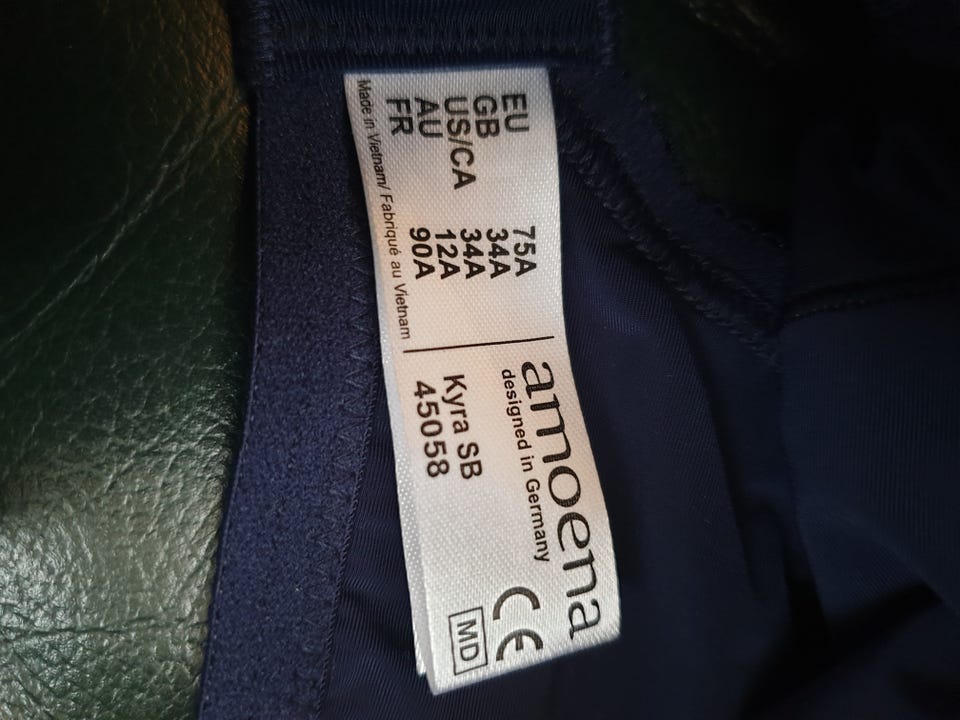 EU 75A
GB 34A
US/CA 34A
AU 12A
FR 90A
Made in Vietnam/ Fabriqué au Vietnam
amoena
designed in Germany
Kyra SB
45058
CE
MD